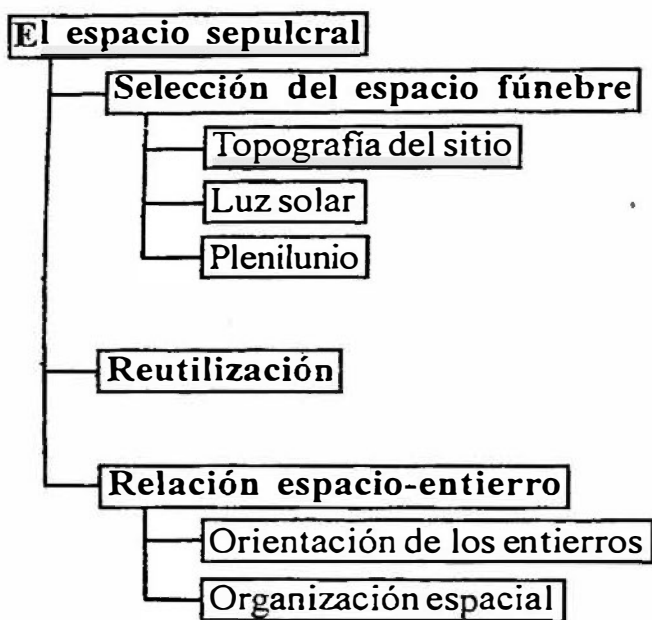 El espacio sepulcral
Selección del espacio fúnebre
Topografía del sitio
Luz solar
Plenilunio
Reutilización
Relación espacio-entierro
Orientación de los entierros
Organización espacial